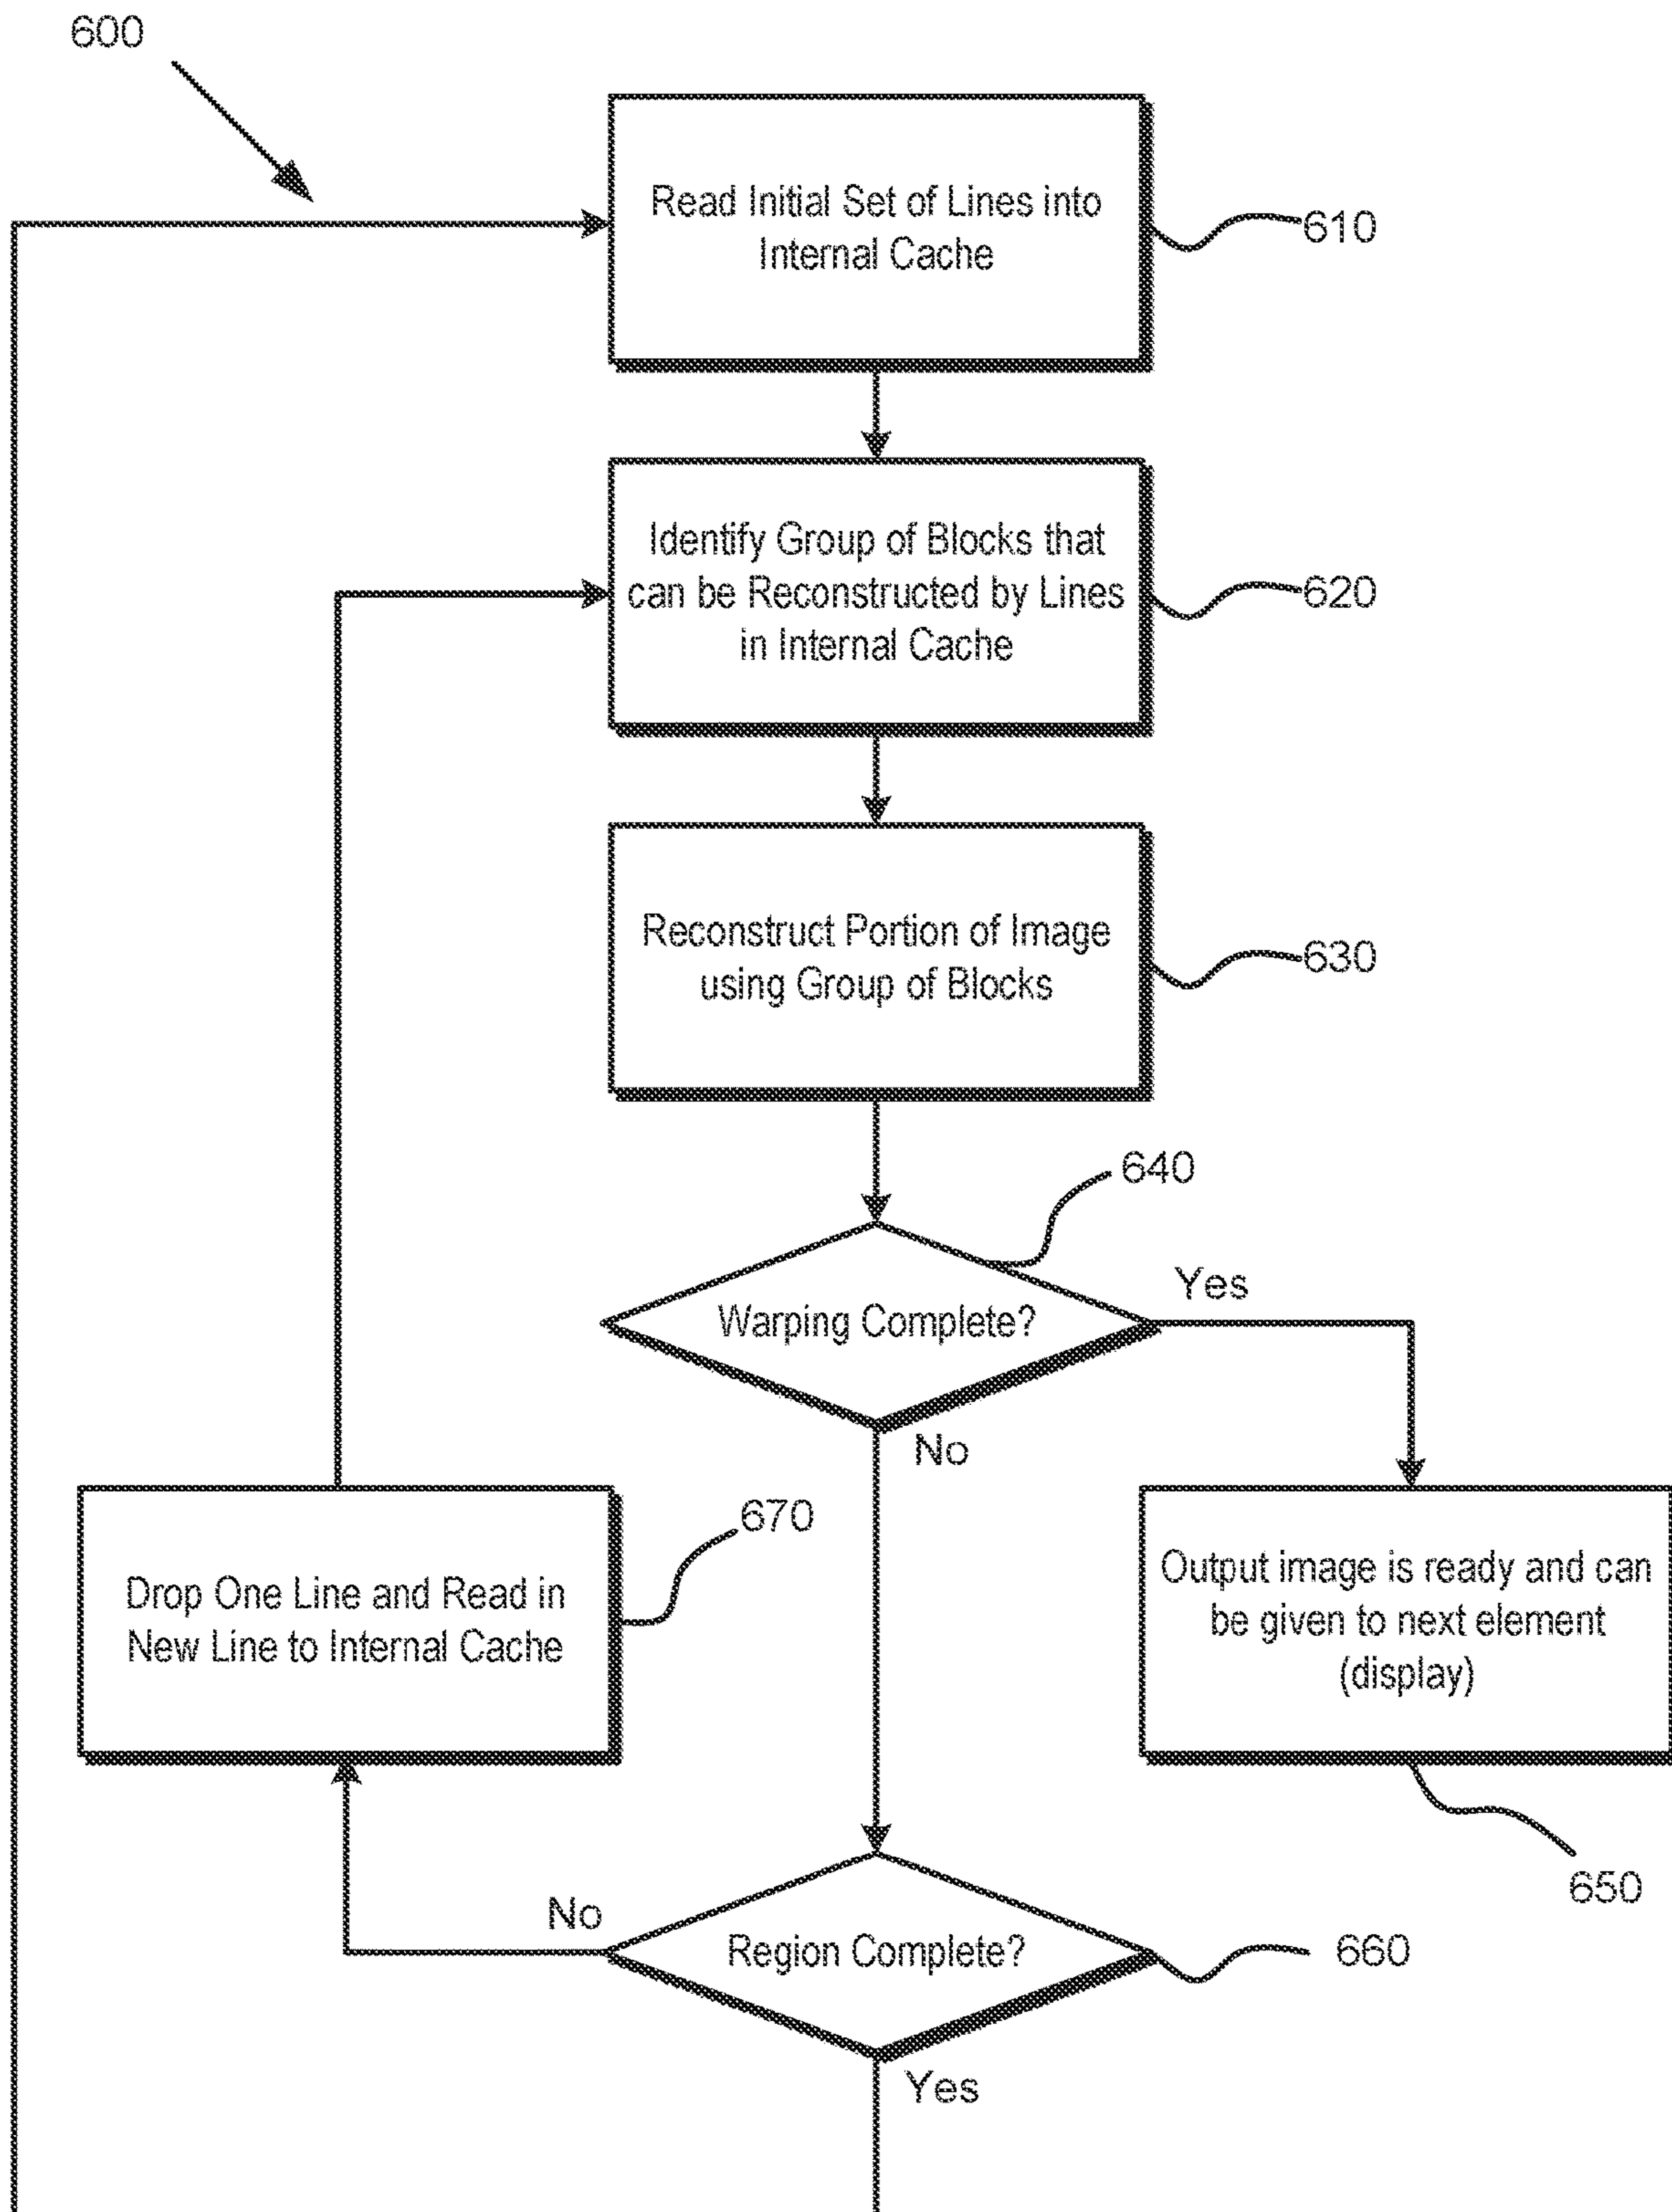 600
Read Initial Set of Lines into
Internal Cache
610
Identify Group of Blocks that
can be Reconstructed by Lines
in Internal Cache
620
Reconstruct Portion of Image
using Group of Blocks
630
640
Warping Complete?
Yes
No
Drop One Line and Read in
New Line to Internal Cache
670
Output image is ready and can
be given to next element
(display)
650
No
Region Complete?
660
Yes